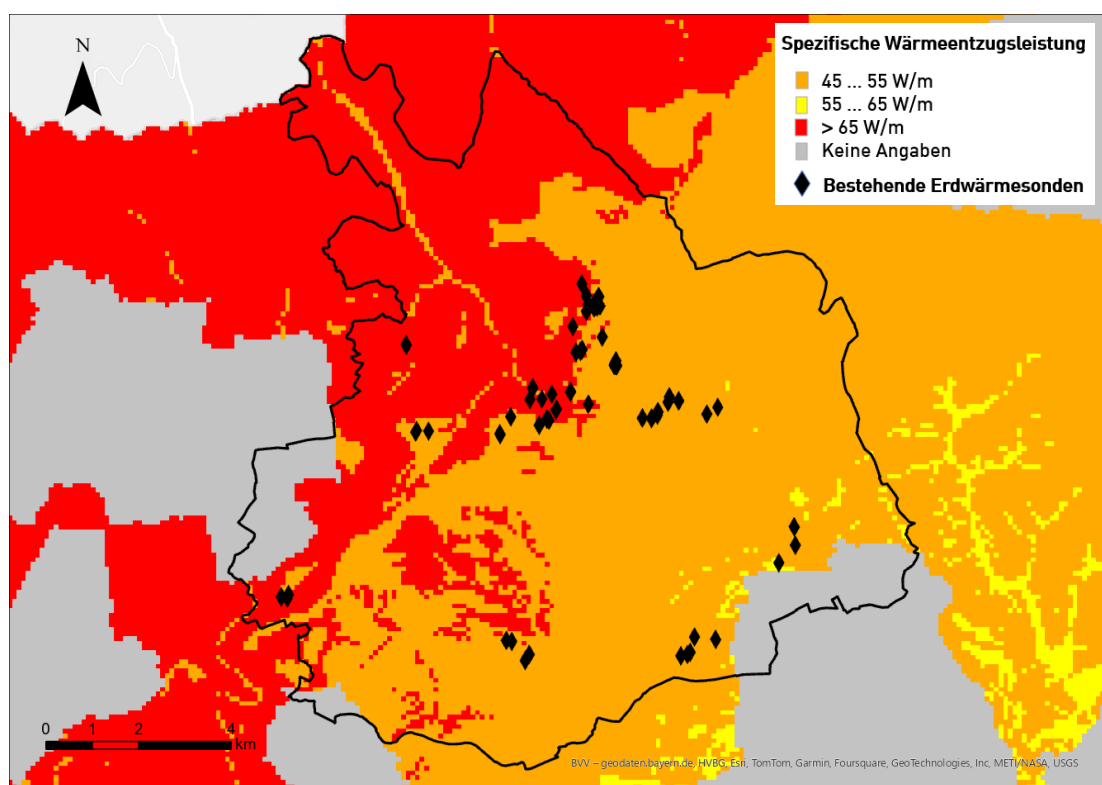 N
Spezifische Wärmeentzugsleistung
45 ... 55 W/m
55 ... 65 W/m
> 65 W/m
Keine Angaben
Bestehende Erdwärmesonden
0 1 2 4
km
BVV – geodaten.bayern.de, HVBG, Esri, TomTom, Garmin, Foursquare, GeoTechnologies, Inc, METI/NASA, USGS